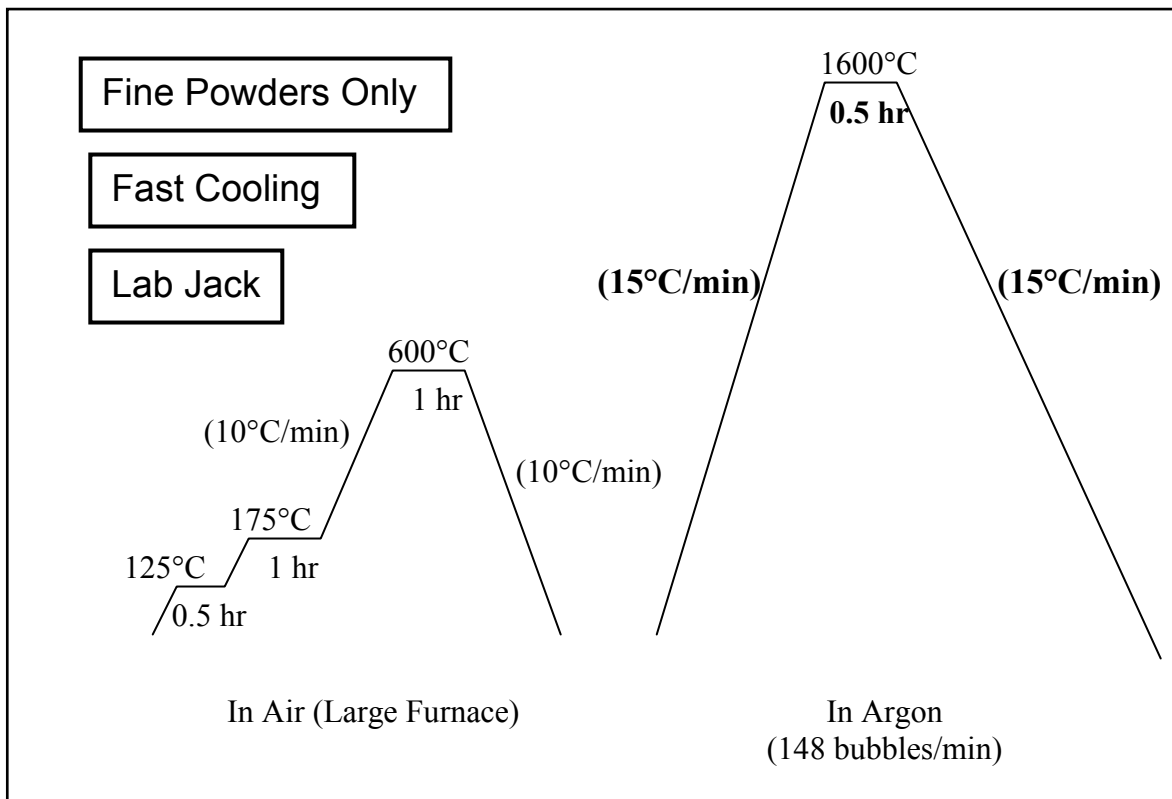 Fine Powders Only
Fast Cooling
Lab Jack
1600°C
0.5 hr
(15°C/min)
(15°C/min)
600°C
1 hr
(10°C/min)
(10°C/min)
175°C
1 hr
125°C
0.5 hr
In Air (Large Furnace)
In Argon
(148 bubbles/min)